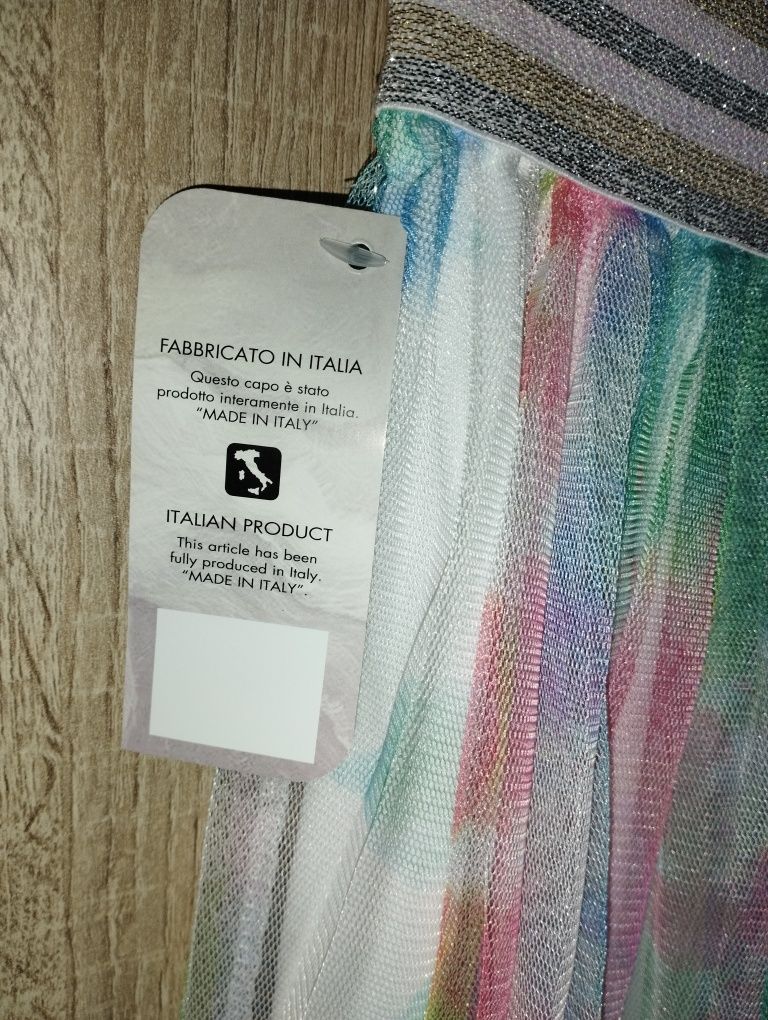 FABBRICATO IN ITALIA
Questo capo è stato
prodotto interamente in Italia.
"MADE IN ITALY"
ITALIAN PRODUCT
This article has been
fully produced in Italy.
"MADE IN ITALY".